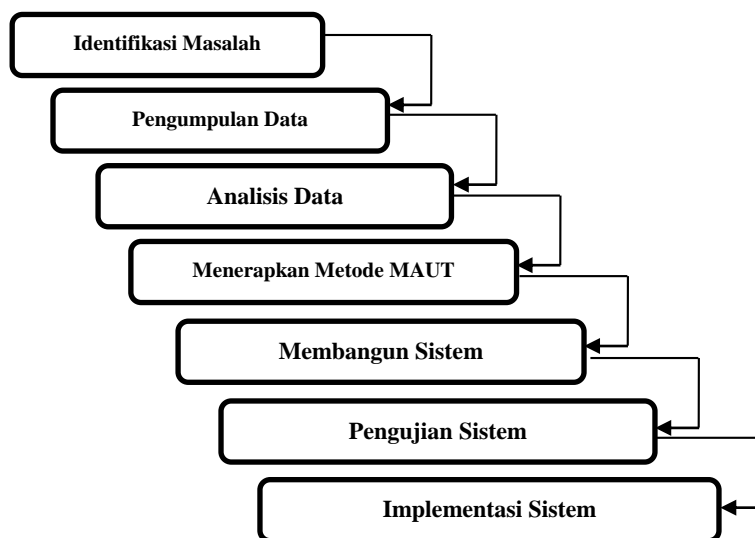 Identifikasi Masalah
Pengumpulan Data
Analisis Data
Menerapkan Metode MAUT
Membangun Sistem
Pengujian Sistem
Implementasi Sistem